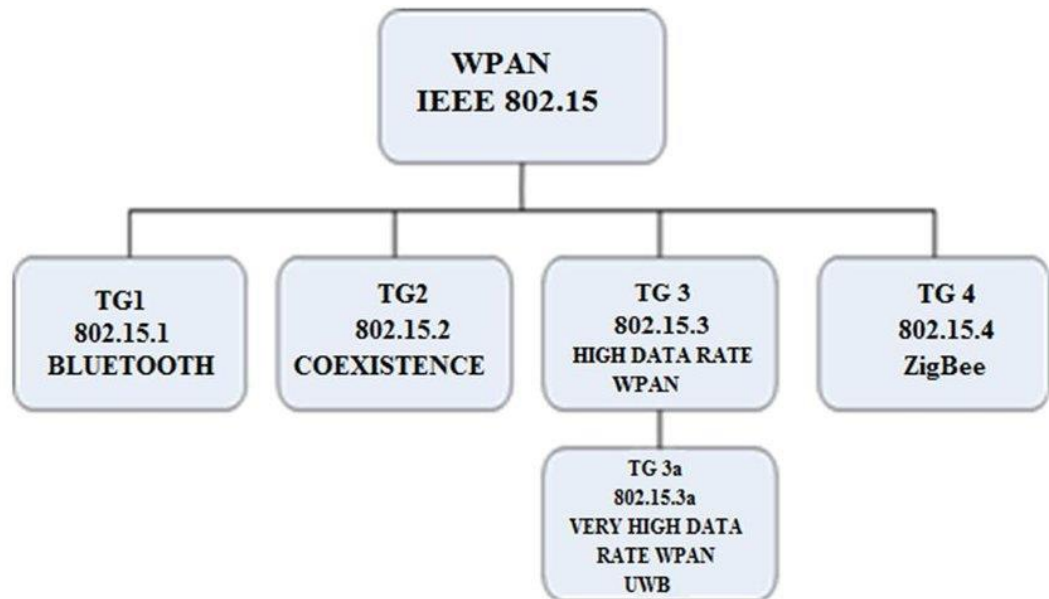 WPAN
IEEE 802.15
TG1
802.15.1
BLUETOOTH
TG2
802.15.2
COEXISTENCE
TG 3
802.15.3
HIGH DATA RATE
WPAN
TG 4
802.15.4
ZigBee
TG 3a
802.15.3a
VERY HIGH DATA
RATE WPAN
UWB